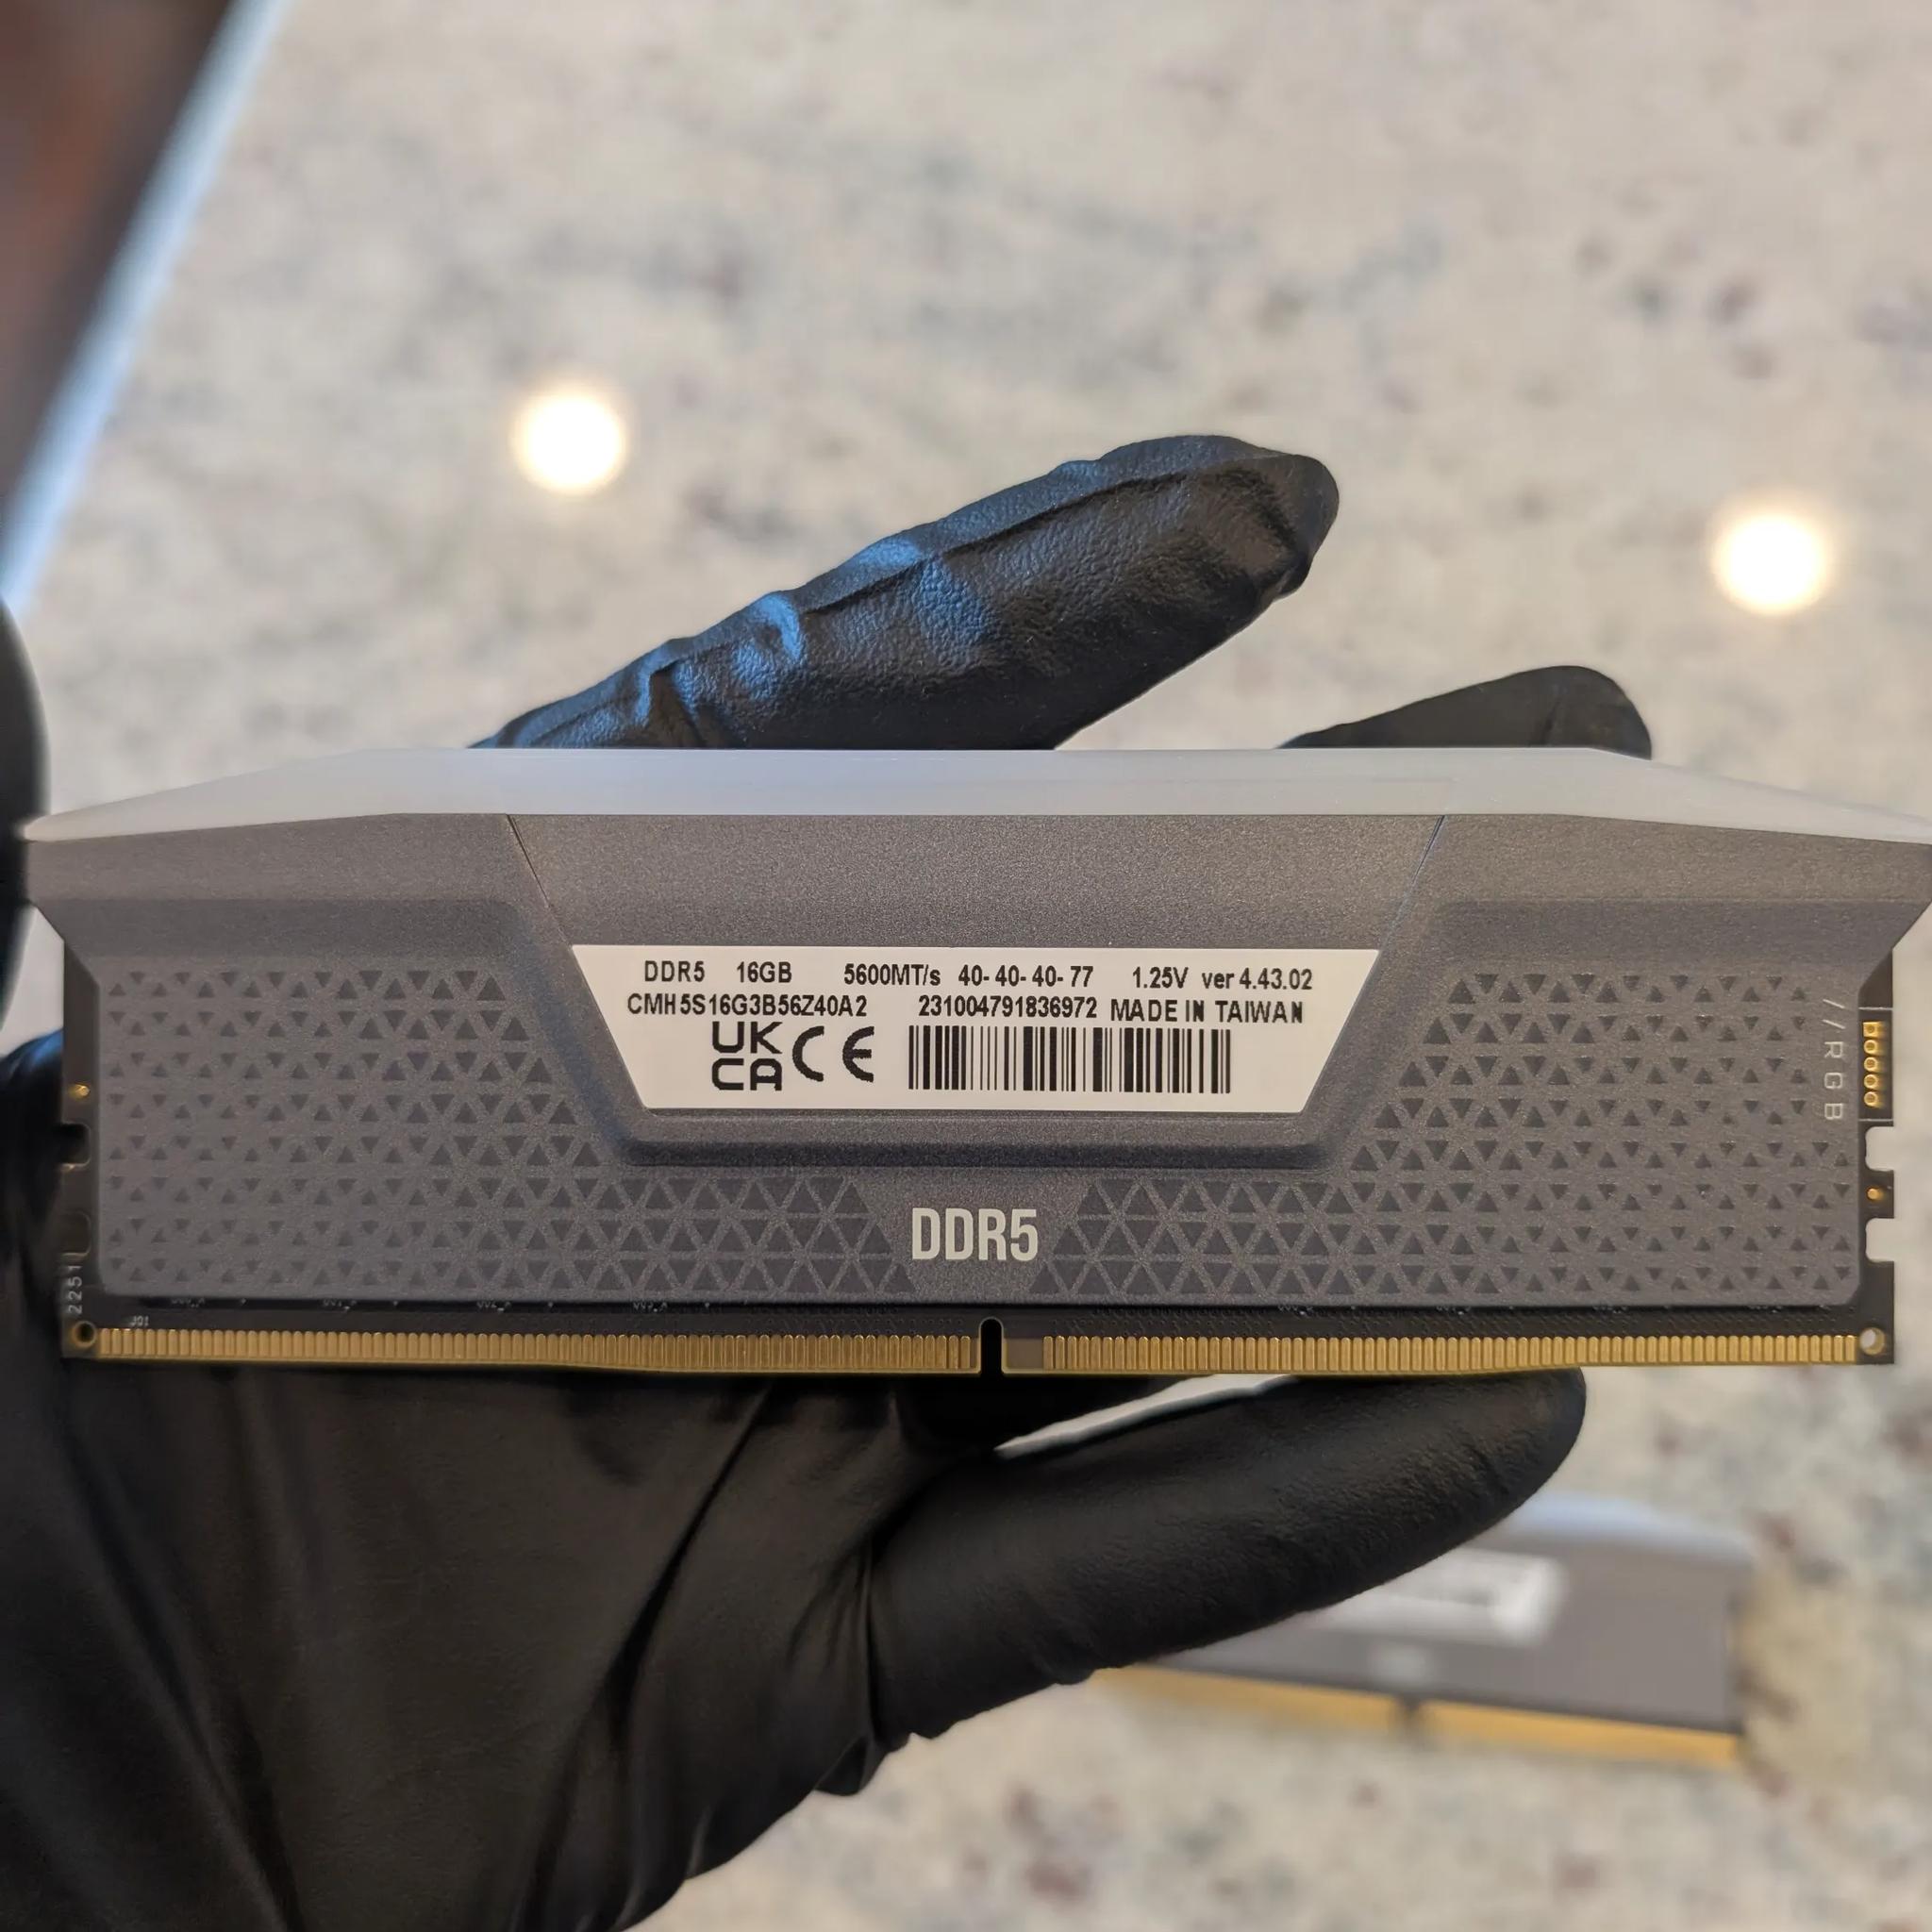 DDR5 16GB 5600MT/s 40-40-40-77 1.25V ver 4.43.02
CMH5S16G3B56Z40A2 231004791836972 MADE IN TAIWAN
UK
CA CE
//RGB
DDR5
2251
J01